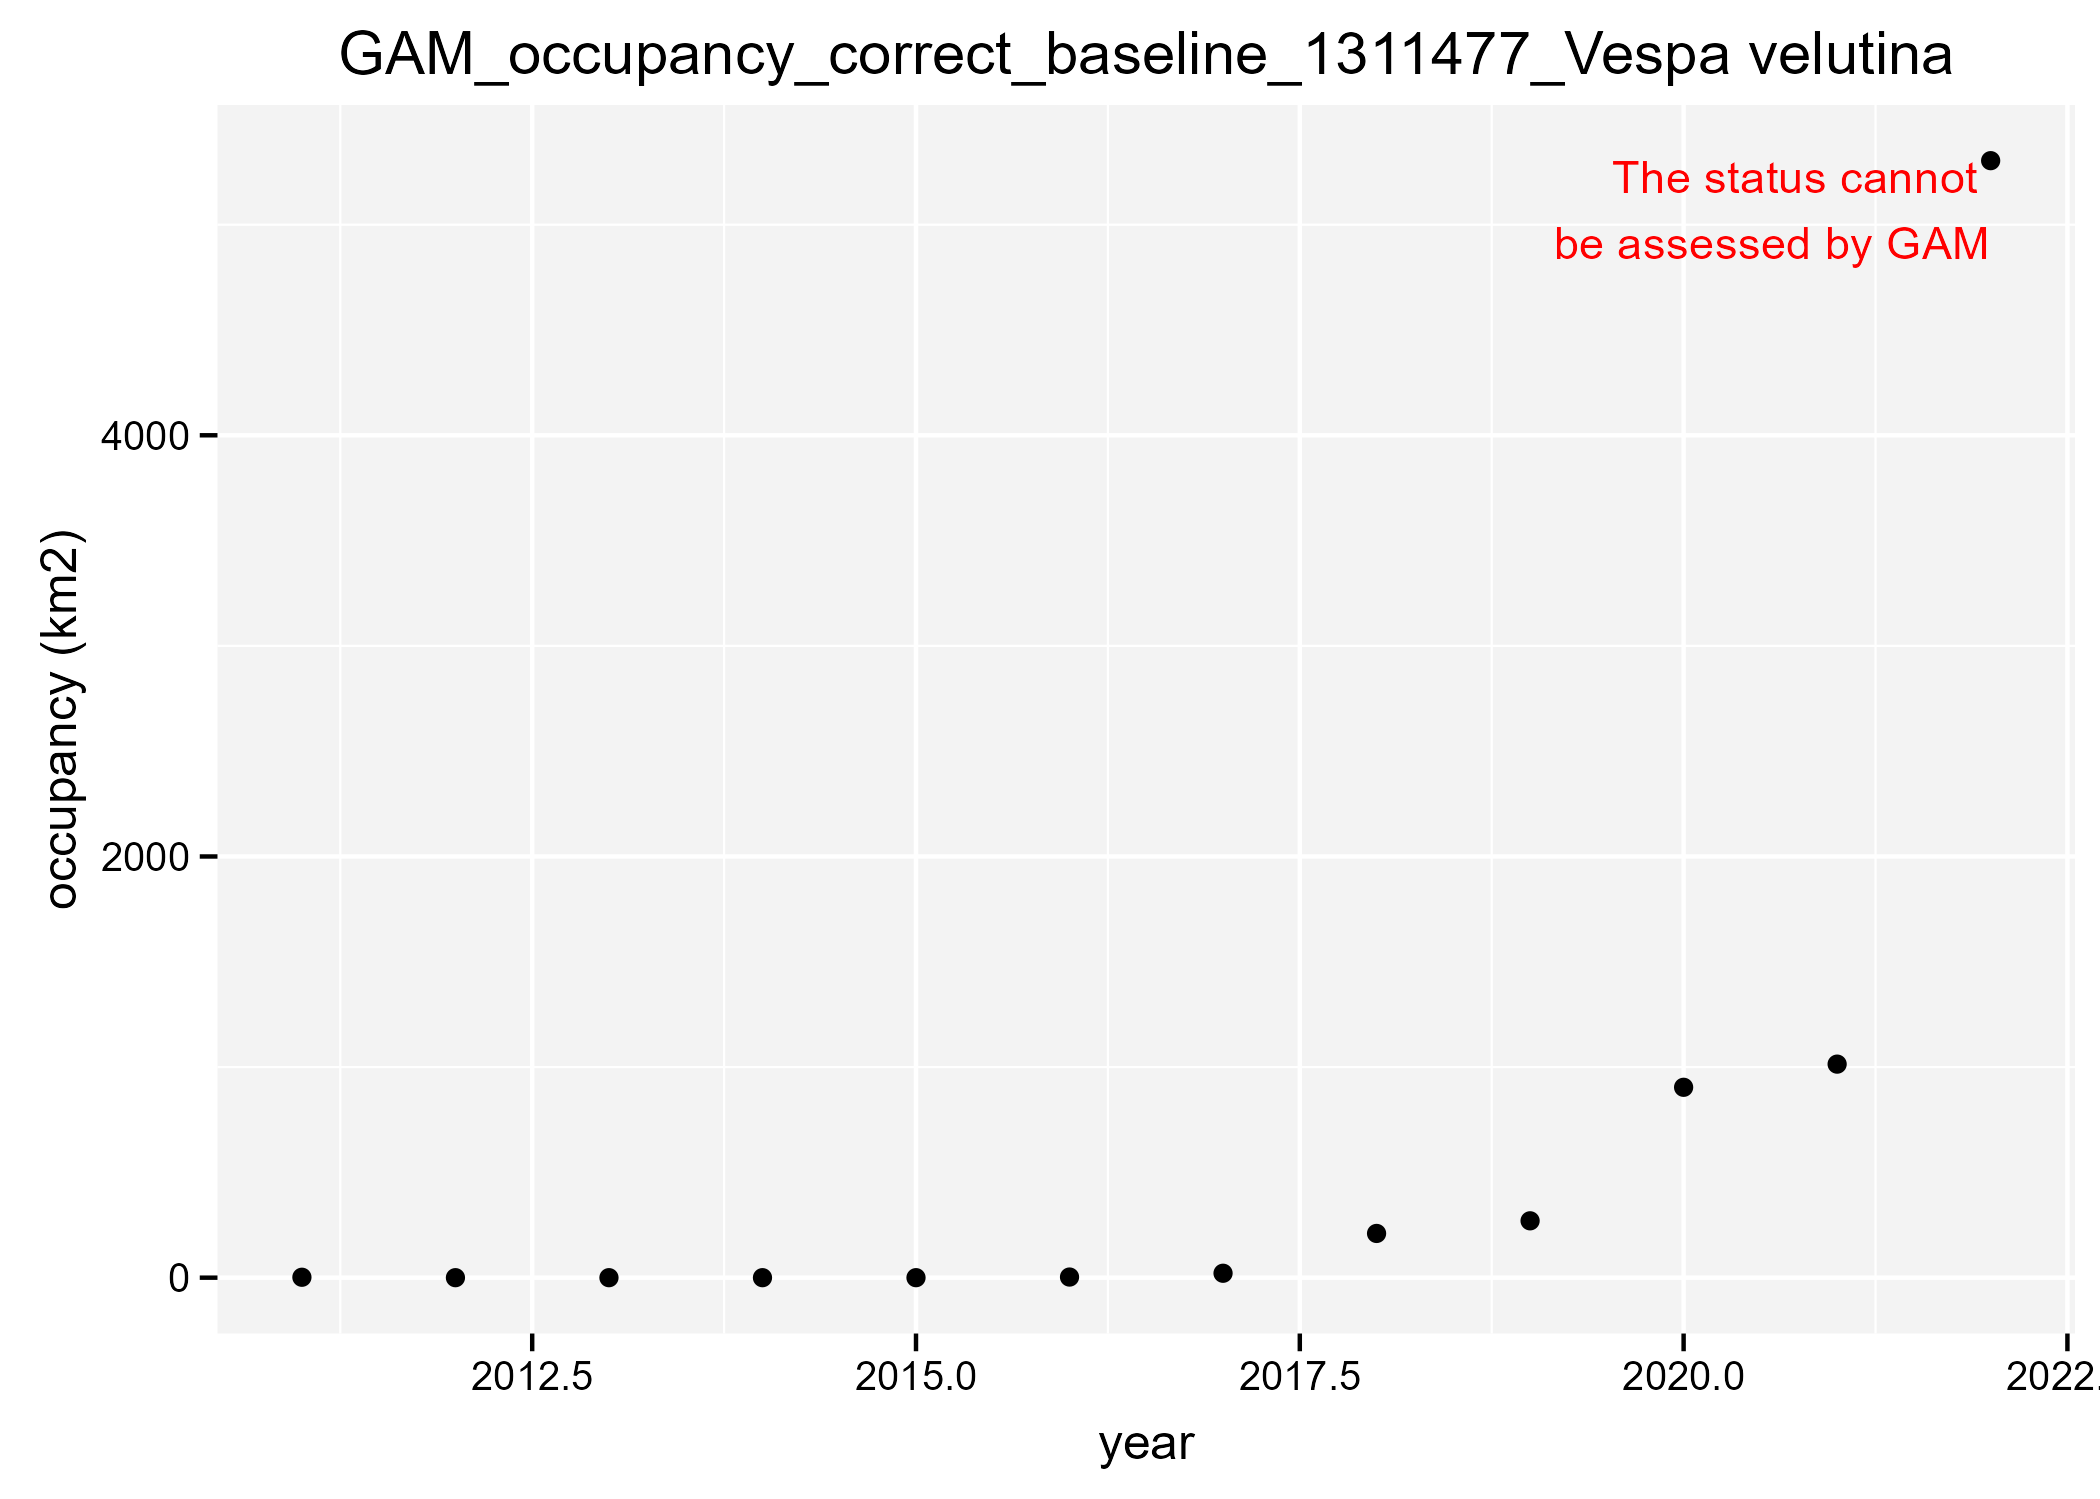 GAM_occupancy_correct_baseline_1311477_Vespa velutina
The status cannot
be assessed by GAM
4000
2000
0
occupancy (km2)
2012.5
2015.0
2017.5
2020.0
2022.
year